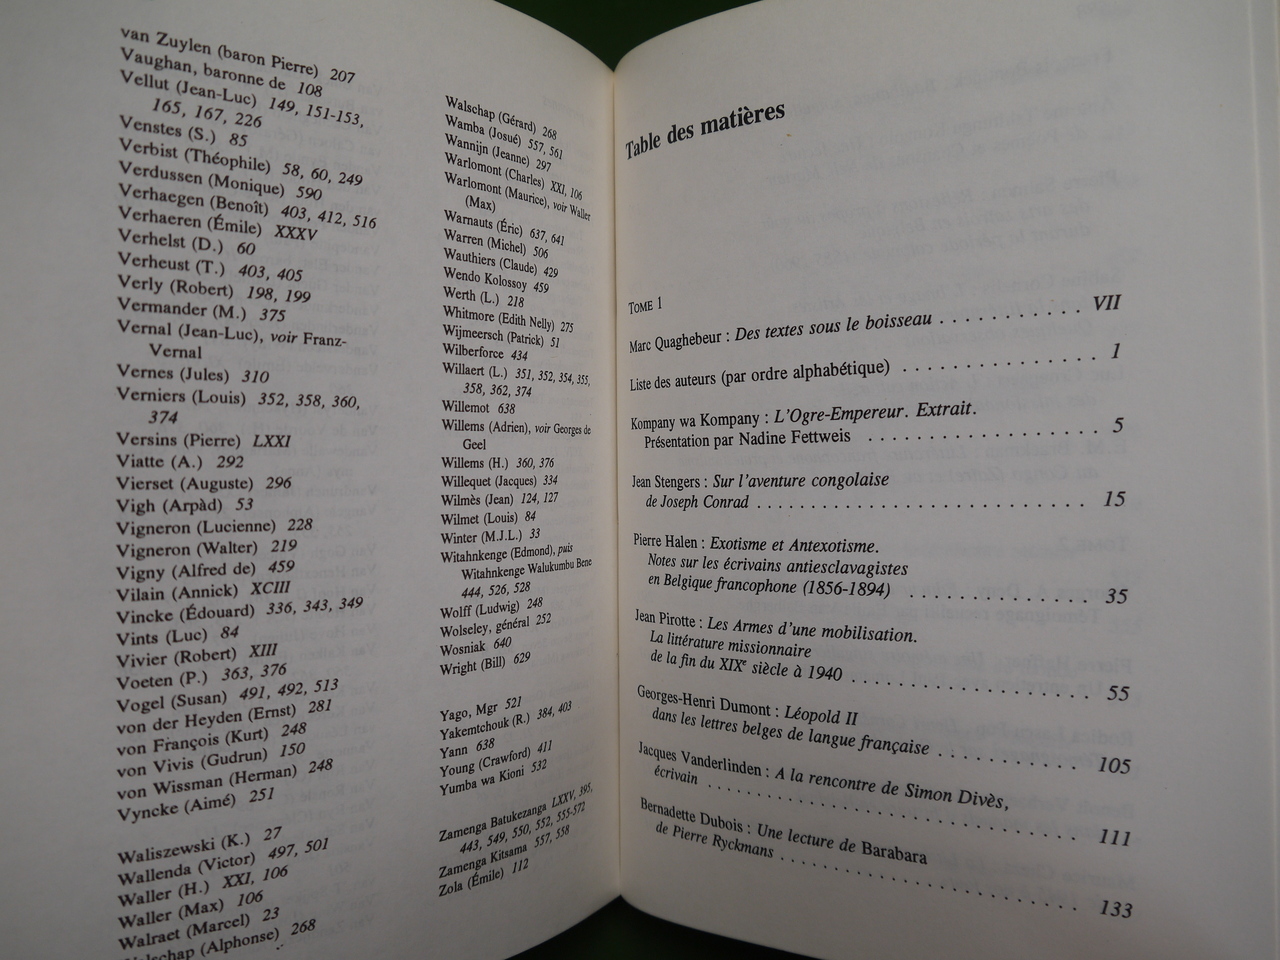 van Zuylen (baron Pierre) 207
Vaughan, baronne de 108
Vellut (Jean-Luc) 149, 151-153,
165, 167, 226
Venstes (S.) 85
Verbist (Théophile) 58, 60, 249
Verdussen (Monique) 590
Verhaegen (Benoît) 403, 412, 516
Verhaeren (Émile) XXXV
Verhelst (D.) 60
Verheust (T.) 403, 405
Verly (Robert) 198, 199
Vermander (M.) 375
Vernal (Jean-Luc), voir Franz-
Vernal
Vernes (Jules) 310
Verniers (Louis) 352, 358, 360,
374
Versins (Pierre) LXXI
Viatte (A.) 292
Vierset (Auguste) 296
Vigh (Arpàd) 53
Vigneron (Lucienne) 228
Vigneron (Walter) 219
Vigny (Alfred de) 459
Vilain (Annick) XCIII
Vincke (Édouard) 336, 343, 349
Vints (Luc) 84
Vivier (Robert) XIII
Voeten (P.) 363, 376
Vogel (Susan) 491, 492, 513
von der Heyden (Ernst) 281
von François (Kurt) 248
von Vivis (Gudrun) 150
von Wissman (Herman) 248
Vyncke (Aimé) 251
Waliszewski (K.) 27
Wallenda (Victor) 497, 501
Waller (H.) XXI, 106
Waller (Max) 106
Walraet (Marcel) 23
Walschap (Alphonse) 268
Walschap (Gérard) 268
Wamba (Josué) 557, 561
Wannijn (Jeanne) 297
Warlomont (Charles) XXI, 106
Warlomont (Maurice), voir Waller
(Max)
Warnauts (Éric) 637, 641
Warren (Michel) 506
Wauthiers (Claude) 429
Wendo Kolossoy 459
Werth (L.) 218
Whitmore (Edith Nelly) 275
Wijmeersch (Patrick) 51
Wilberforce 434
Willaert (L.) 351, 352, 354, 355,
358, 362, 374
Willemot 638
Willems (Adrien), voir Georges de
Geel
Willems (H.) 360, 376
Willequet (Jacques) 334
Wilmès (Jean) 124, 127
Wilmet (Louis) 84
Winter (M.J.L.) 33
Witahnkenge (Edmond), puis
Witahnkenge Walukumbu Bene
444, 526, 528
Wolff (Ludwig) 248
Wolseley, général 252
Wosniak 640
Wright (Bill) 629
Yago, Mgr 521
Yakemtchouk (R.) 384, 403
Yann 638
Young (Crawford) 411
Yumba wa Kioni 532
Zamenga Batukezanga LXXV, 395,
443, 549, 550, 552, 555-572
Zamenga Kitsama 557, 558
Zola (Émile) 112
Table des matières
TOME 1
Marc Quaghebeur : Des textes sous le boisseau . . . . . . . . . . . VII
Liste des auteurs (par ordre alphabétique) . . . . . . . . . . . . . . 1
Kompany wa Kompany : L'Ogre-Empereur. Extrait.
Présentation par Nadine Fettweis . . . . . . . . . . . . . . . . . 5
Jean Stengers : Sur l'aventure congolaise
de Joseph Conrad . . . . . . . . . . . . . . . . . . . . . . . . . 15
Pierre Halen : Exotisme et Antexotisme.
Notes sur les écrivains antiesclavagistes
en Belgique francophone (1856-1894) . . . . . . . . . . . . . 35
Jean Pirotte : Les Armes d'une mobilisation.
La littérature missionnaire
de la fin du XIXe siècle à 1940 . . . . . . . . . . . . . . . . . . 55
Georges-Henri Dumont : Léopold II
dans les lettres belges de langue française . . . . . . . . . . 105
Jacques Vanderlinden : A la rencontre de Simon Divès,
écrivain . . . . . . . . . . . . . . . . . . . . . . . . . . . . 111
Bernadette Dubois : Une lecture de Barabara
de Pierre Ryckmans . . . . . . . . . . . . . . . . . . . . . . 133